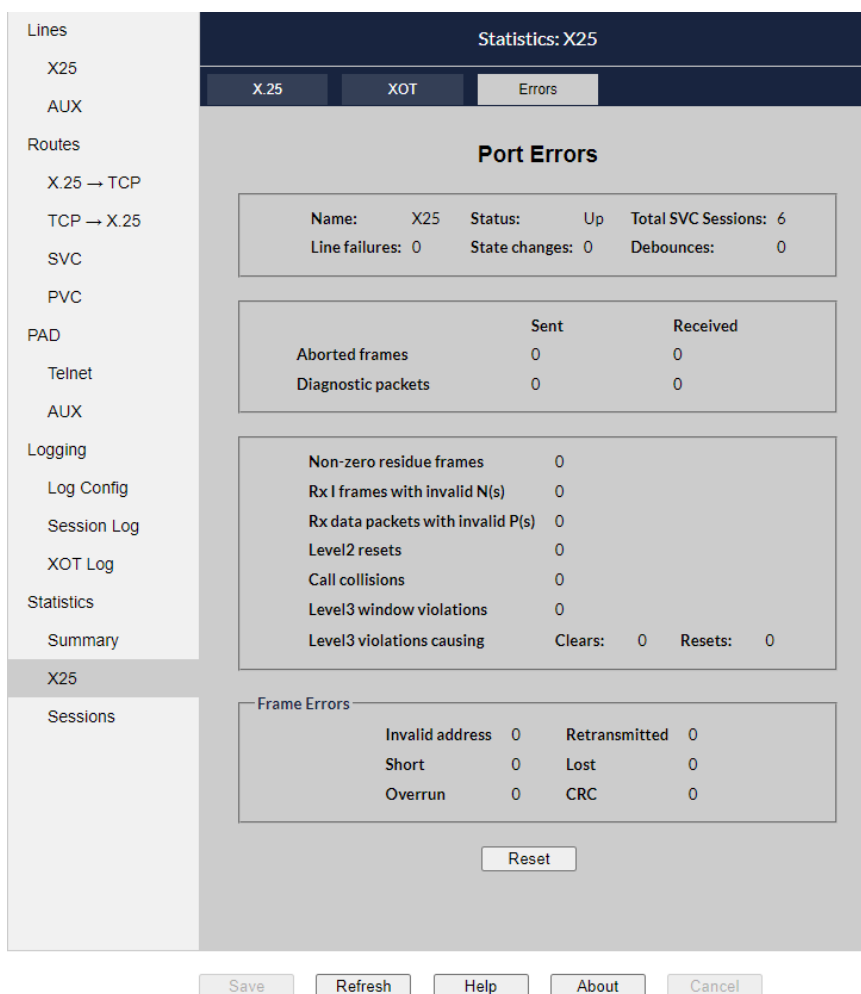 Lines
X25
AUX
Routes
X.25 → TCP
TCP → X.25
SVC
PVC
PAD
Telnet
AUX
Logging
Log Config
Session Log
XOT Log
Statistics
Summary
X25
Sessions
Statistics: X25
X.25 XOT Errors
Port Errors
Name: X25 Status: Up Total SVC Sessions: 6
Line failures: 0 State changes: 0 Debounces: 0
Sent Received
Aborted frames 0 0
Diagnostic packets 0 0
Non-zero residue frames 0
Rx I frames with invalid N(s) 0
Rx data packets with invalid P(s) 0
Level2 resets 0
Call collisions 0
Level3 window violations 0
Level3 violations causing Clears: 0 Resets: 0
Frame Errors
Invalid address 0 Retransmitted 0
Short 0 Lost 0
Overrun 0 CRC 0
Reset
Save Refresh Help About Cancel